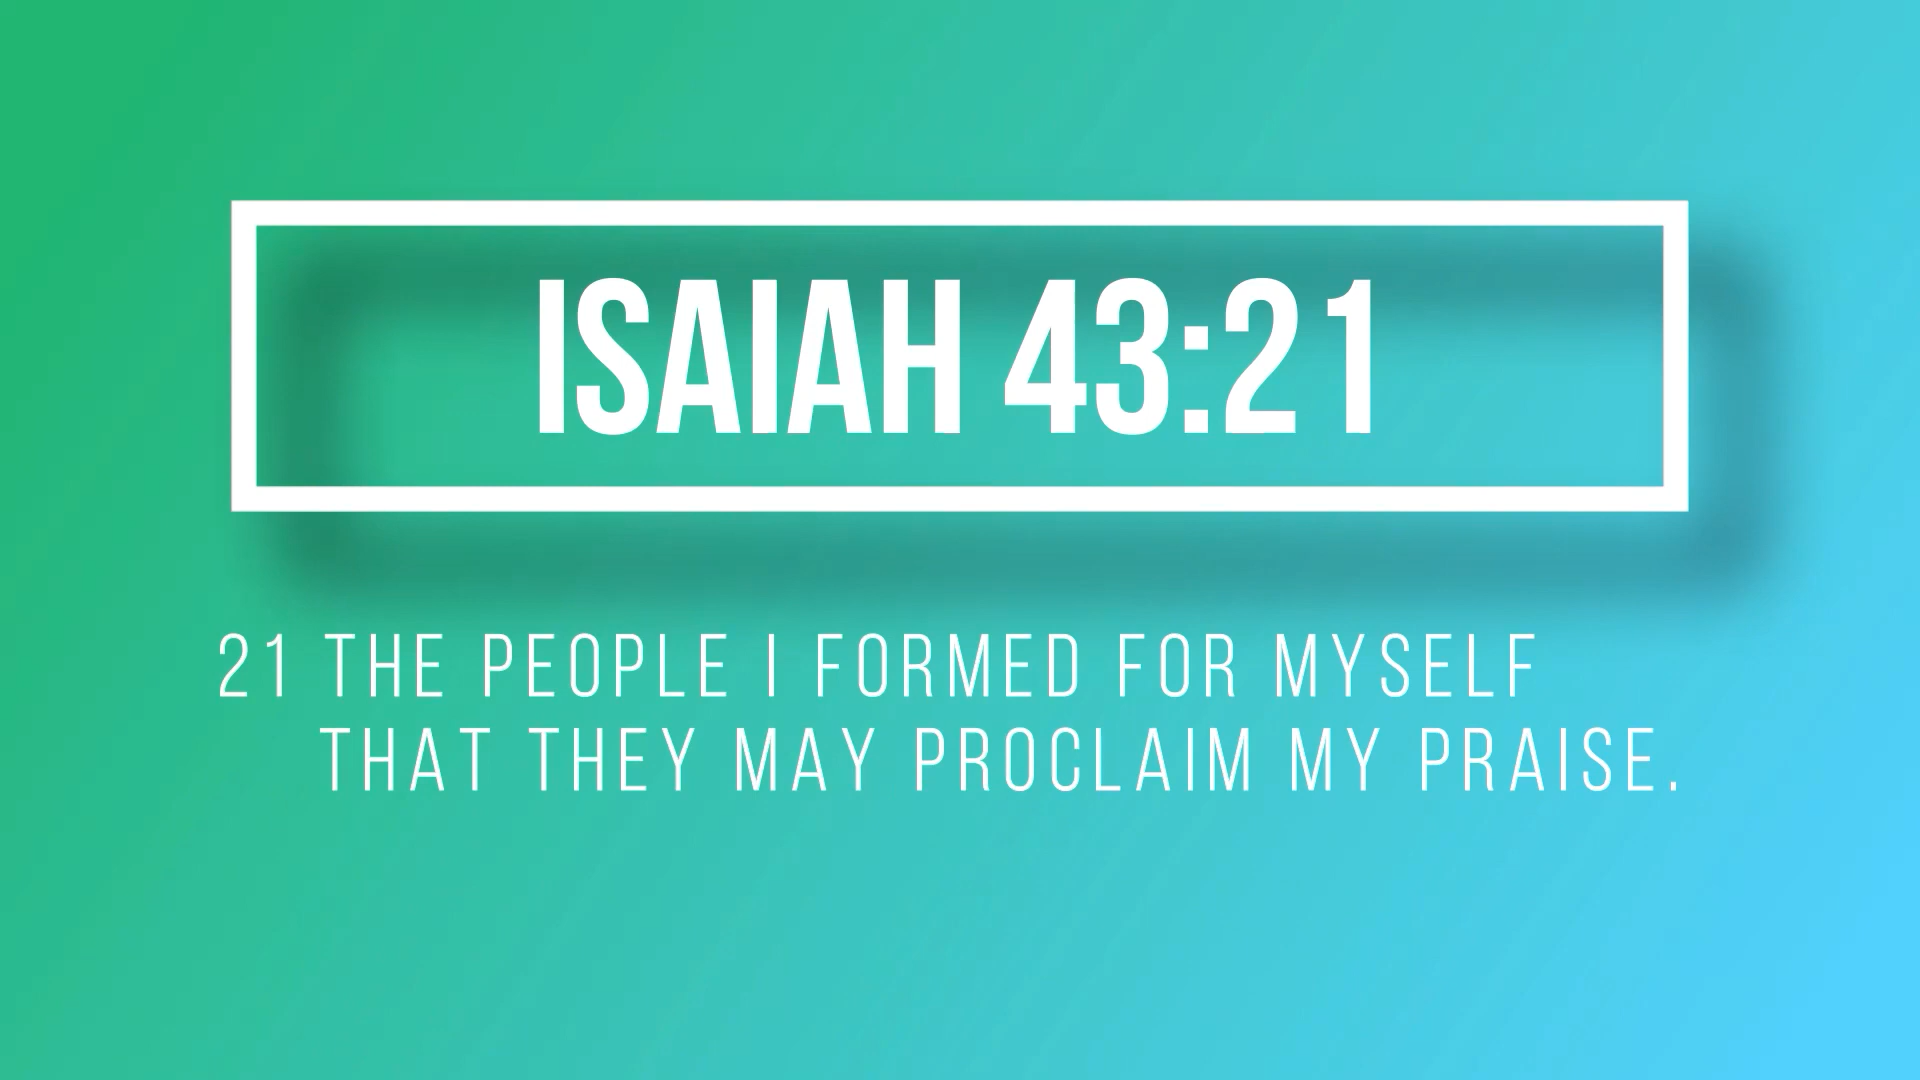 ISAIAH 43:21
21 THE PEOPLE I FORMED FOR MYSELF
THAT THEY MAY PROCLAIM MY PRAISE.